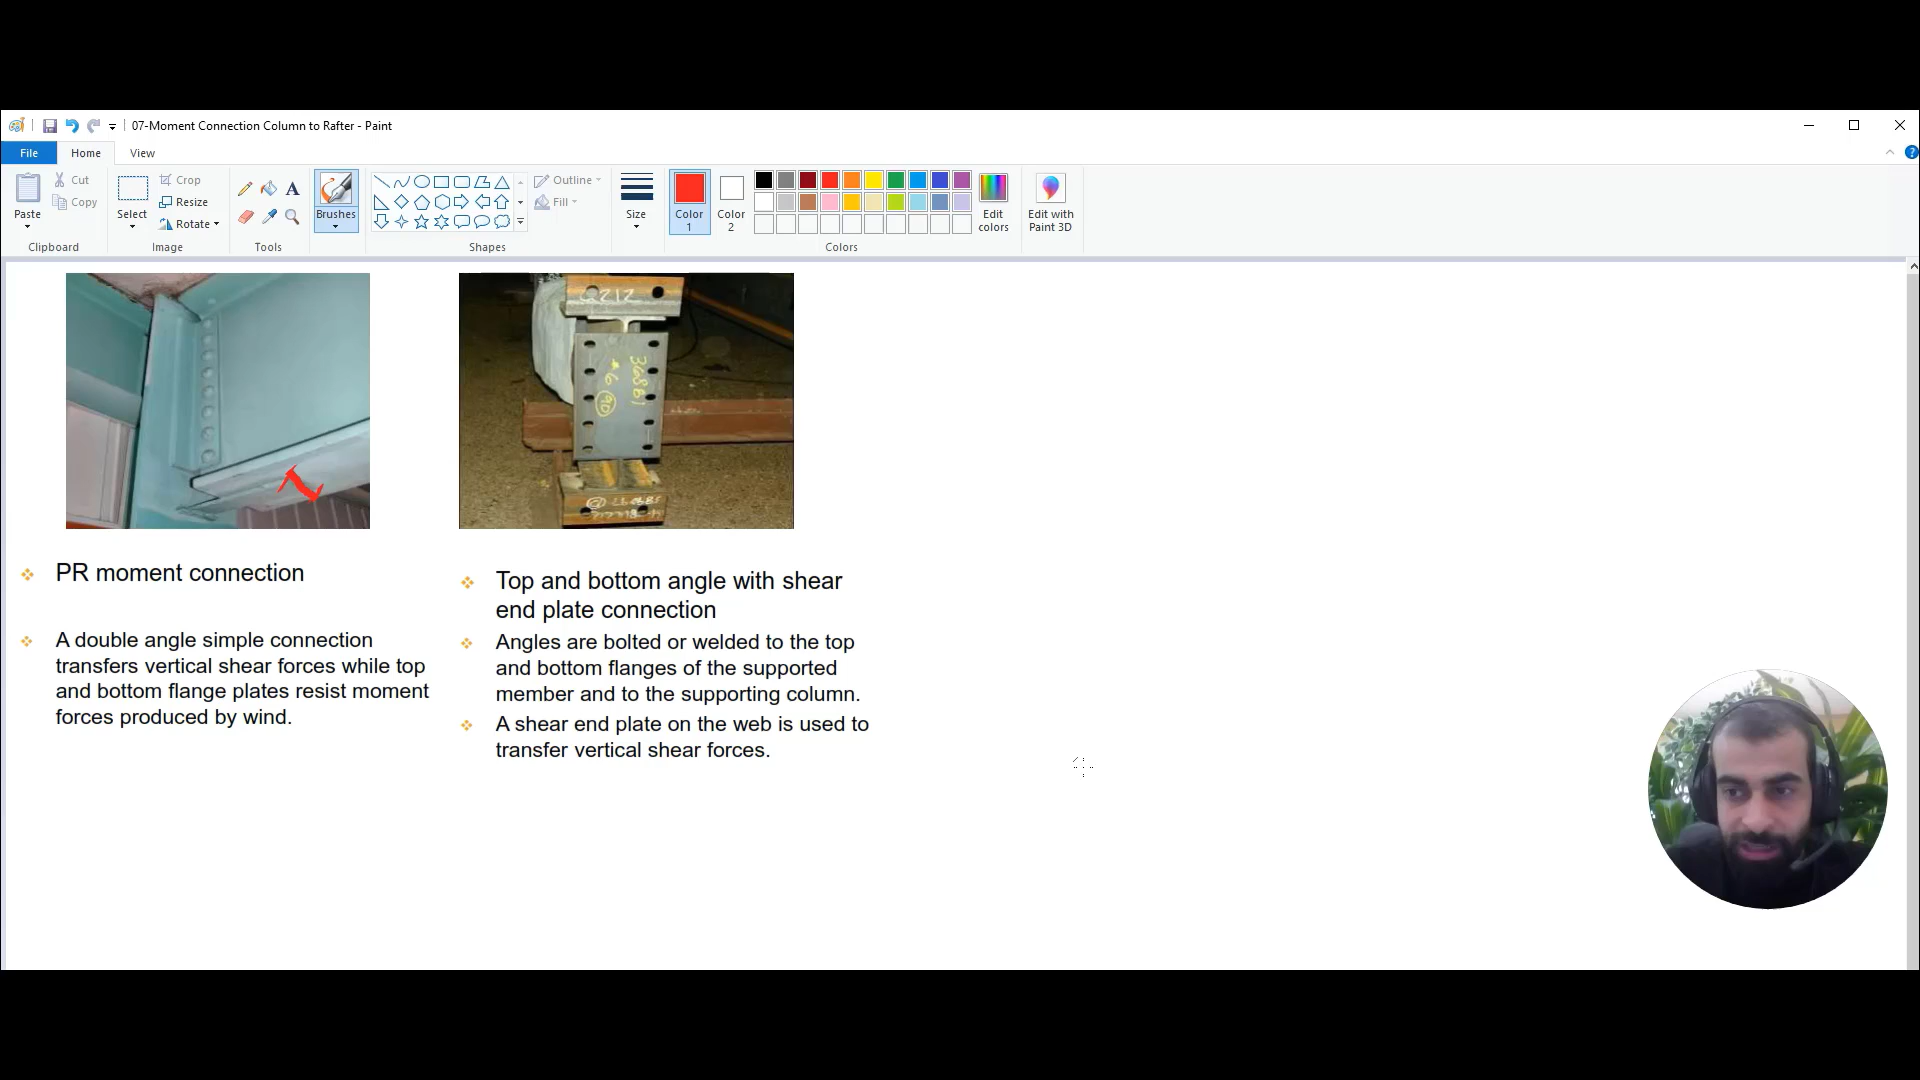 07-Moment Connection Column to Rafter - Paint
File
Home
View
Paste
Cut
Copy
Clipboard
Select
Crop
Resize
Rotate
Image
A
Tools
Brushes
Shapes
Outline
Fill
Size
Color
1
Color
2
Colors
Edit
colors
Edit with
Paint 3D
?
36881
PR moment connection
A double angle simple connection
transfers vertical shear forces while top
and bottom flange plates resist moment
forces produced by wind.
Top and bottom angle with shear
end plate connection
Angles are bolted or welded to the top
and bottom flanges of the supported
member and to the supporting column.
A shear end plate on the web is used to
transfer vertical shear forces.